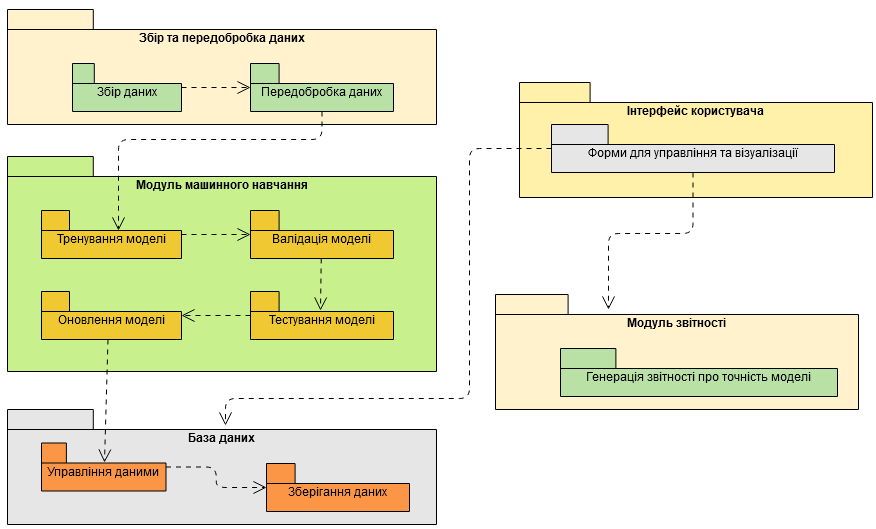 Збір та передобробка даних
Збір даних
Передобробка даних
Модуль машинного навчання
Тренування моделі
Валідація моделі
Оновлення моделі
Тестування моделі
База даних
Управління даними
Зберігання даних
Інтерфейс користувача
Форми для управління та візуалізації
Модуль звітності
Генерація звітності про точність моделі